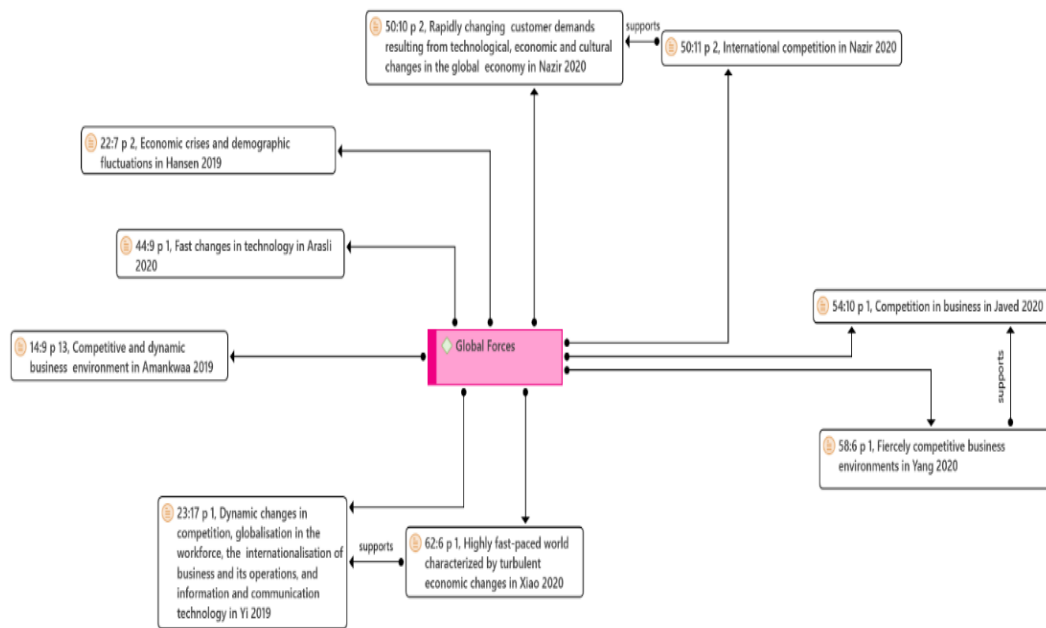 50:10 p 2, Rapidly changing customer demands
resulting from technological, economic and cultural
changes in the global economy in Nazir 2020
supports
50:11 p 2, International competition in Nazir 2020
22:7 p 2, Economic crises and demographic
fluctuations in Hansen 2019
44:9 p 1, Fast changes in technology in Arasli
2020
54:10 p 1, Competition in business in Javed 2020
Global Forces
14:9 p 13, Competitive and dynamic
business environment in Amankwaa 2019
supports
58:6 p 1, Fiercely competitive business
environments in Yang 2020
23:17 p 1, Dynamic changes in
competition, globalisation in the
workforce, the internationalisation of
business and its operations, and
information and communication
technology in Yi 2019
supports
62:6 p 1, Highly fast-paced world
characterized by turbulent
economic changes in Xiao 2020